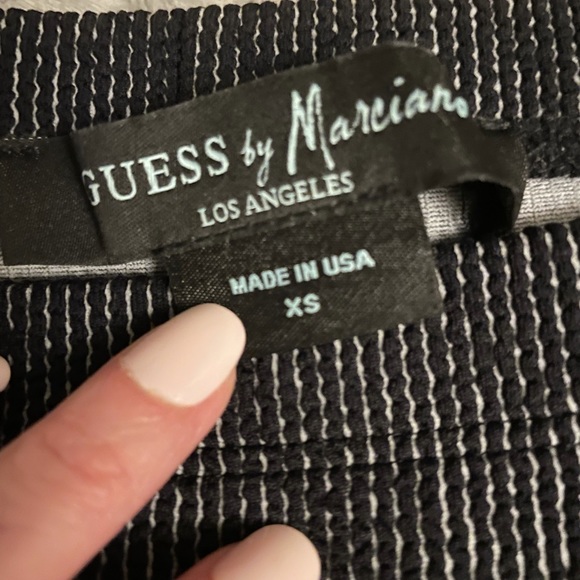 GUESS by Marciano
LOS ANGELES
MADE IN USA
XS